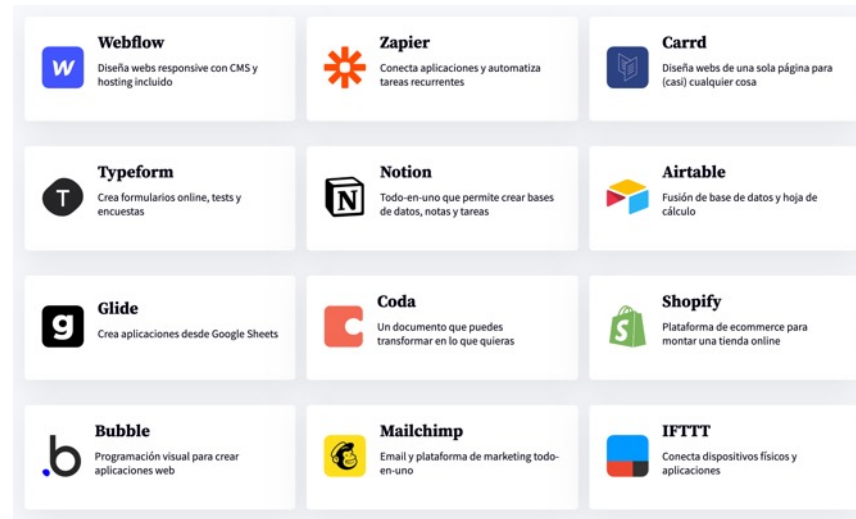 Webflow
Diseña webs responsive con CMS y
hosting incluido
Zapier
Conecta aplicaciones y automatiza
tareas recurrentes
Carrd
Diseña webs de una sola página para
(casi) cualquier cosa
Typeform
Crea formularios online, tests y
encuestas
Notion
Todo-en-uno que permite crear bases
de datos, notas y tareas
Airtable
Fusión de base de datos y hoja de
cálculo
Glide
Crea aplicaciones desde Google Sheets
Coda
Un documento que puedes
transformar en lo que quieras
Shopify
Plataforma de ecommerce para
montar una tienda online
Bubble
Programación visual para crear
aplicaciones web
Mailchimp
Email y plataforma de marketing todo-
en-uno
IFTTT
Conecta dispositivos físicos y
aplicaciones